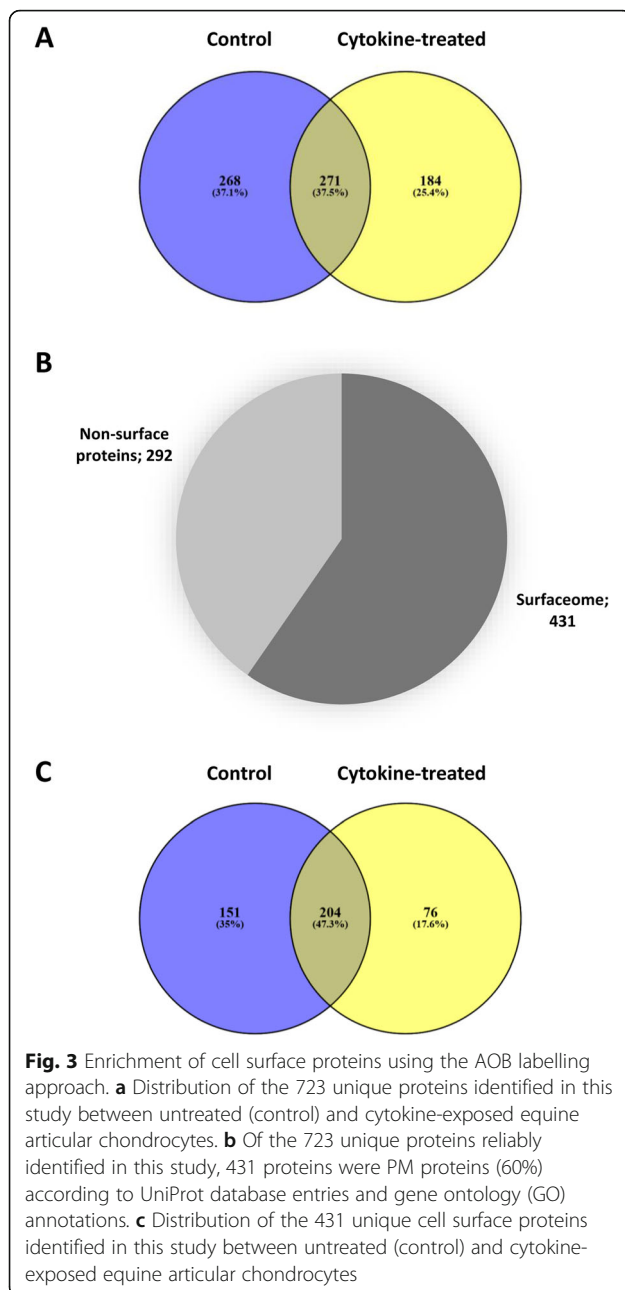 A
Control
Cytokine-treated
268
(37.1%)
271
(37.5%)
184
(25.4%)
B
Non-surface
proteins; 292
Surfaceome;
431
C
Control
Cytokine-treated
151
(35%)
204
(47.3%)
76
(17.6%)
Fig. 3 Enrichment of cell surface proteins using the AOB labelling
approach. a Distribution of the 723 unique proteins identified in this
study between untreated (control) and cytokine-exposed equine
articular chondrocytes. b Of the 723 unique proteins reliably
identified in this study, 431 proteins were PM proteins (60%)
according to UniProt database entries and gene ontology (GO)
annotations. c Distribution of the 431 unique cell surface proteins
identified in this study between untreated (control) and cytokine-
exposed equine articular chondrocytes